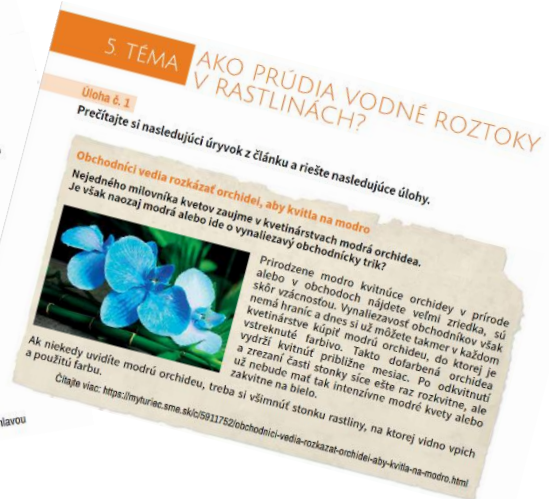 5. TÉMA
AKO PRÚDIA VODNÉ ROZTOKY
V RASTLINÁCH?
Úloha č. 1
Prečítajte si nasledujúci úryvok z článku a riešte nasledujúce úlohy.
Obchodníci vedia rozkázať orchidei, aby kvitla na modro
Nejedného milovníka kvetov zaujme v kvetinárstvach modrá orchidea.
Je však naozaj modrá alebo ide o vynaliezavý obchodnícky trik?
Prirodzene modro kvitnúce orchidey v prírode
alebo v obchodoch nájdete veľmi zriedka, sú
skôr vzácnosťou. Vynaliezavosť obchodníkov však
nemá hraníc a dnes si už môžete takmer v každom
kvetinárstve kúpiť modrú orchideu, do ktorej je
vstreknuté farbivo. Takto dofarbená orchidea
vydrží kvitnúť približne mesiac. Po odkvitnutí
a zrezaní časti stonky síce ešte raz rozkvitne, ale
už nebude mať tak intenzívne modré kvety alebo
zakvitne na bielo.
Ak niekedy uvidíte modrú orchideu, treba si všimnúť stonku rastliny, na ktorej vidno vpich
a použitú farbu.
Čítajte viac: https://myturiec.sme.sk/c/5911752/obchodnici-vedia-rozkazat-orchidei-aby-kvitla-na-modro.html
hlavou